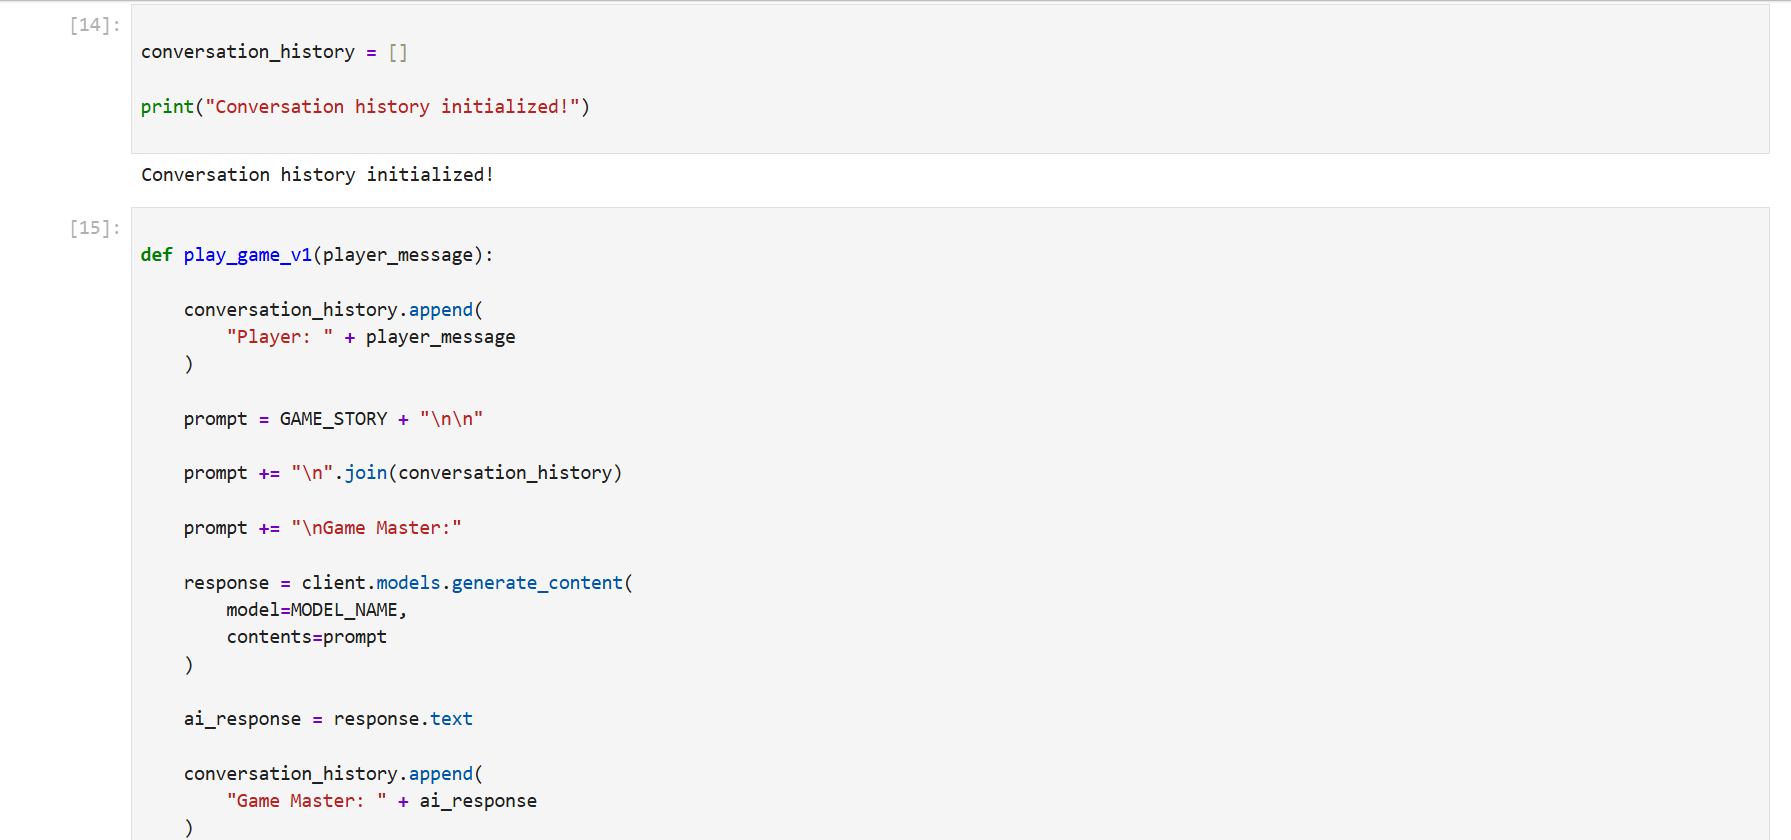 [14]:
conversation_history = []
print("Conversation history initialized!")
Conversation history initialized!
[15]:
def play_game_v1(player_message):
    conversation_history.append(
        "Player: " + player_message
    )
    prompt = GAME_STORY + "\n\n"
    prompt += "\n".join(conversation_history)
    prompt += "\nGame Master:"
    response = client.models.generate_content(
        model=MODEL_NAME,
        contents=prompt
    )
    ai_response = response.text
    conversation_history.append(
        "Game Master: " + ai_response
    )